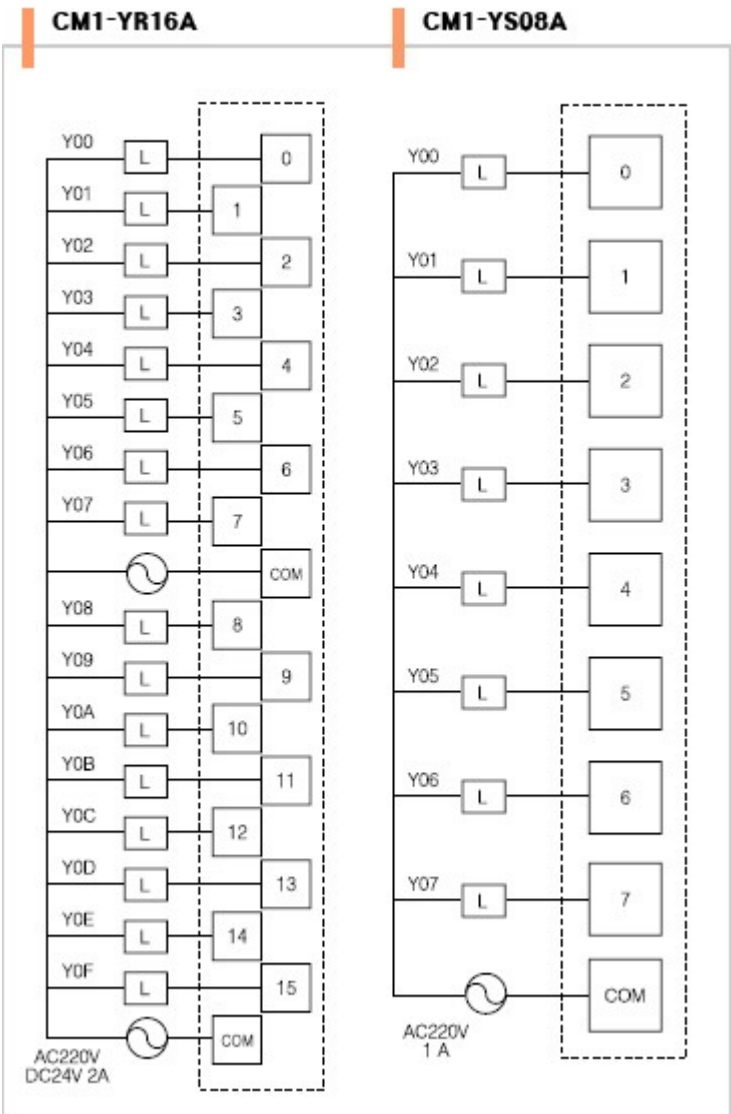 CM1-YR16A
Y00 L 0
Y01 L 1
Y02 L 2
Y03 L 3
Y04 L 4
Y05 L 5
Y06 L 6
Y07 L 7
COM
Y08 L 8
Y09 L 9
Y0A L 10
Y0B L 11
Y0C L 12
Y0D L 13
Y0E L 14
Y0F L 15
COM
AC220V
DC24V 2A
CM1-YS08A
Y00 L 0
Y01 L 1
Y02 L 2
Y03 L 3
Y04 L 4
Y05 L 5
Y06 L 6
Y07 L 7
COM
AC220V
1 A